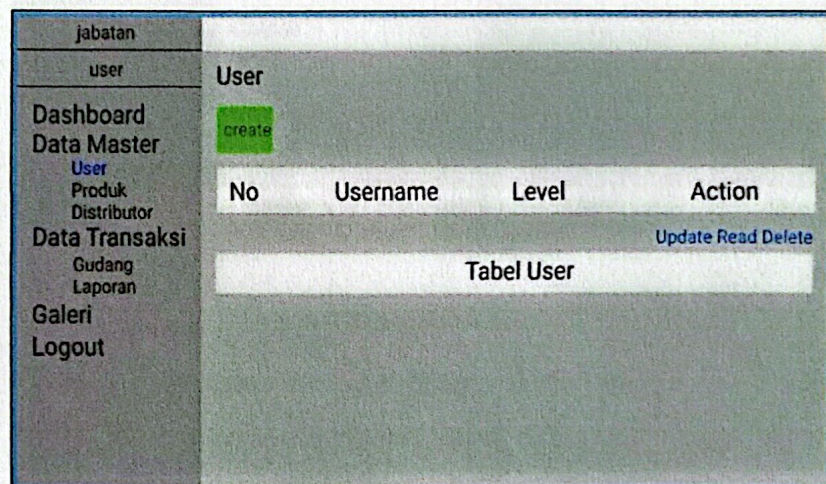 jabatan
user
Dashboard
Data Master
User
Produk
Distributor
Data Transaksi
Gudang
Laporan
Galeri
Logout
User
create
No Username Level Action
Update Read Delete
Tabel User